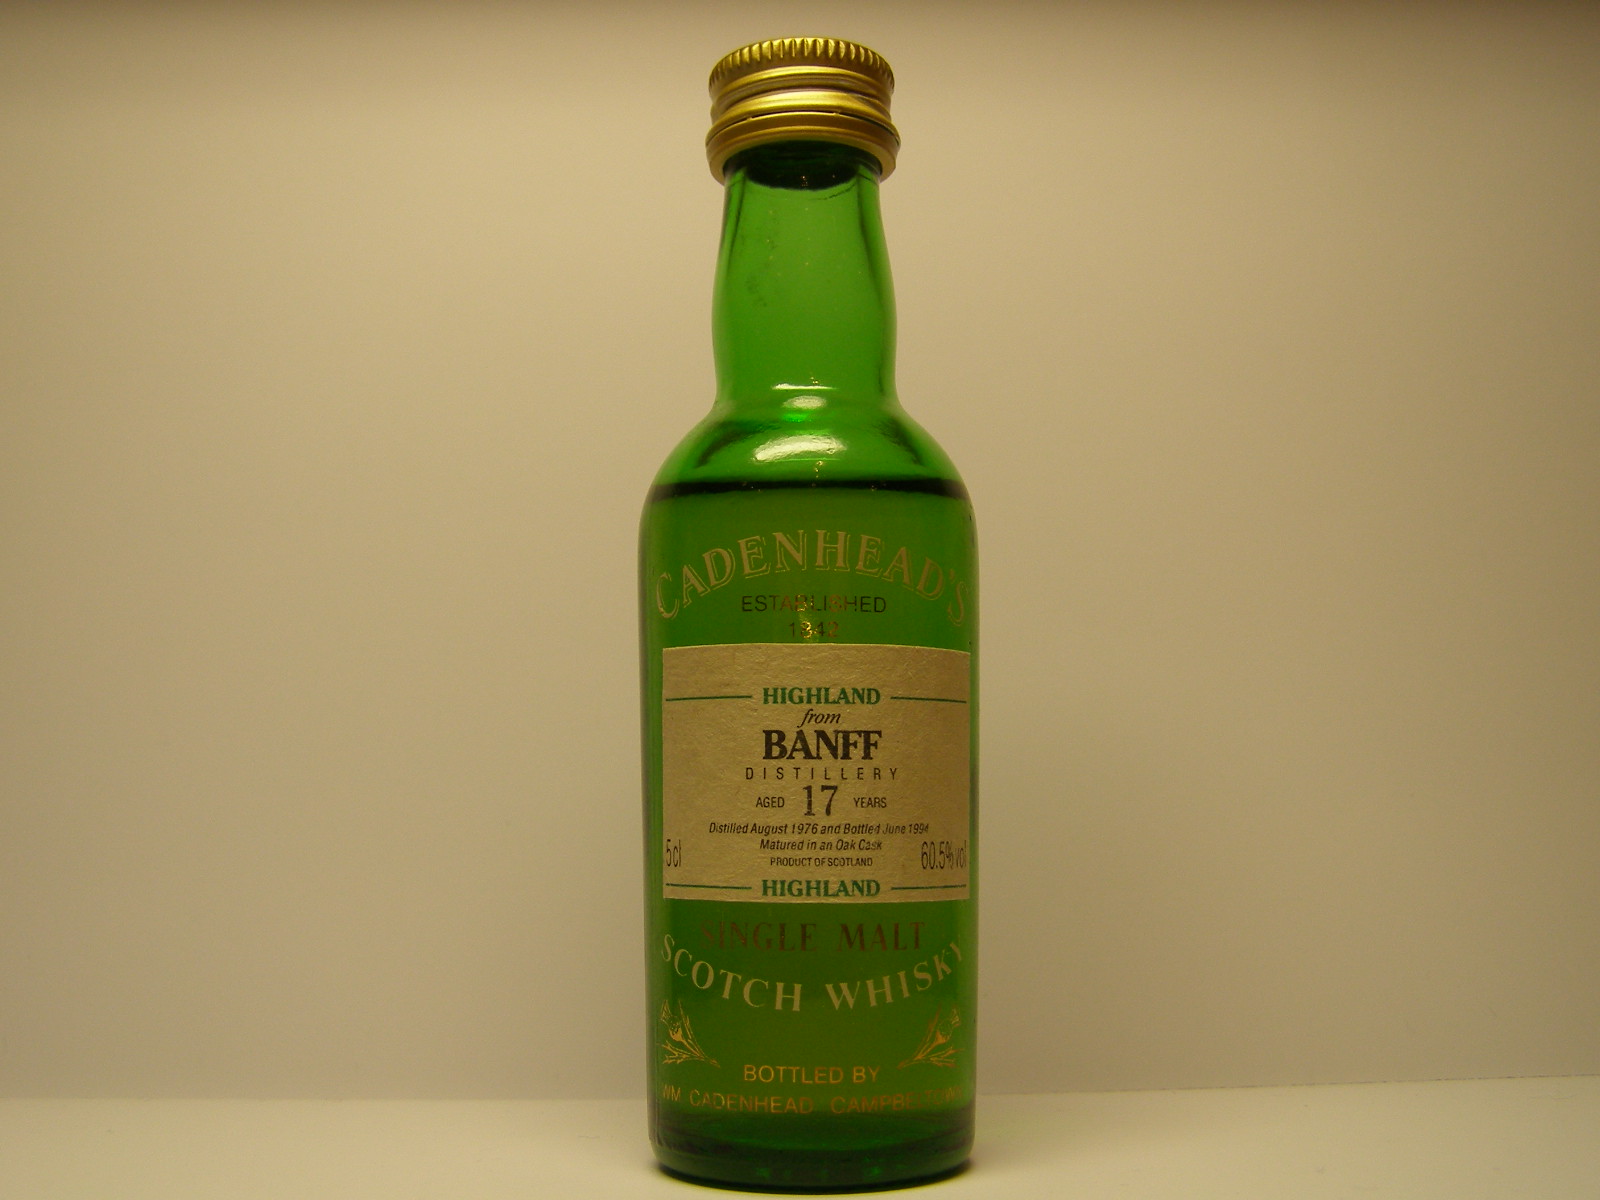 CADENHEAD'S
ESTABLISHED
1842
HIGHLAND
from
BANFF
DISTILLERY
AGED 17 YEARS
Distilled August 1976 and Bottled June 1994
Matured in an Oak Cask
5cl PRODUCT OF SCOTLAND 60.5% vol
HIGHLAND
SINGLE MALT
SCOTCH WHISKY
BOTTLED BY
WM CADENHEAD CAMPBELTOWN